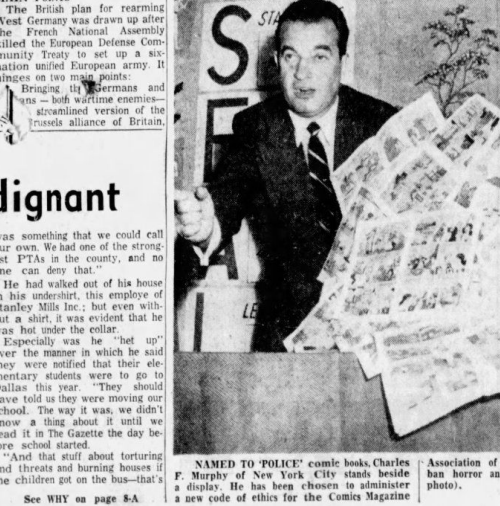 The British plan for rearming
West Germany was drawn up after
the French National Assembly
killed the European Defense Com-
munity Treaty to set up a six-
nation unified European army. It
hinges on two main points:
Bringing the Germans and
ans — both wartime enemies—
streamlined version of the
russels alliance of Britain,
dignant
was something that we could call
our own. We had one of the strong-
est PTAs in the county, and no
one can deny that."
He had walked out of his house
in his undershirt, this employe of
Stanley Mills Inc.; but even with-
out a shirt, it was evident that he
was hot under the collar.
Especially was he "het up"
over the manner in which he said
they were notified that their ele-
mentary students were to go to
Dallas this year. "They should
have told us they were moving our
school. The way it was, we didn't
know a thing about it until we
read it in The Gazette the day be-
fore school started.
"And that stuff about torturing
and threats and burning houses if
the children got on the bus—that's
See WHY on page 8-A
STA
S
LE
NAMED TO 'POLICE' comic books, Charles
F. Murphy of New York City stands beside
a display. He has been chosen to administer
a new code of ethics for the Comics Magazine
Association of
ban horror an
photo).